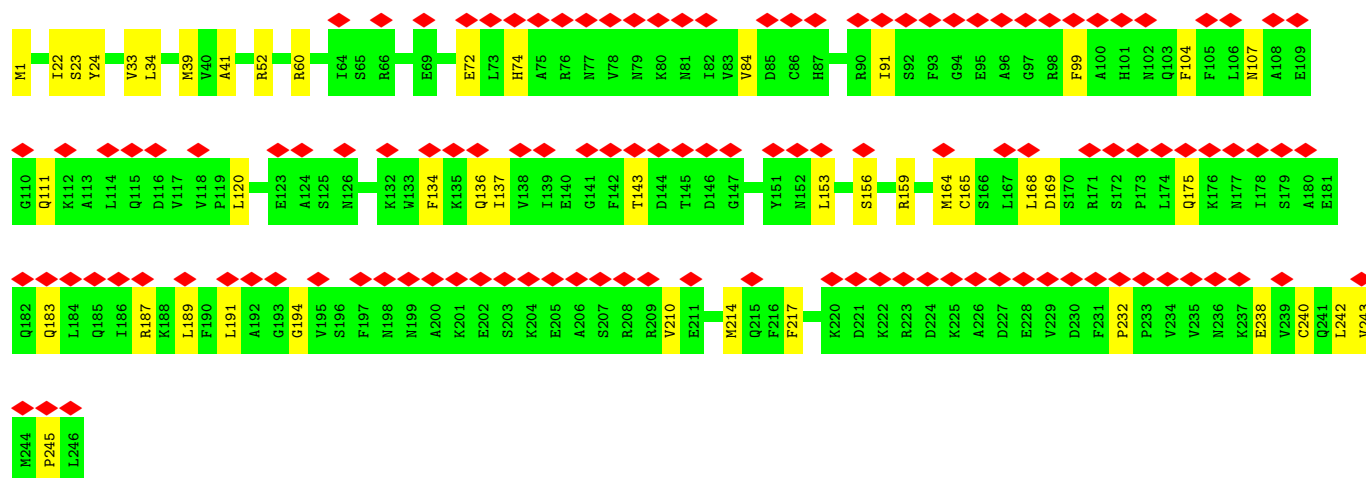 M1 I22 S23 Y24 V33 L34 M39 V40 A41 R52 R60 I64 S65 R66 E69 E72 L73 H74 A75 R76 N77 V78 N79 K80 N81 I82 V83 V84 D85 C86 H87 R90 I91 S92 F93 G94 E95 A96 G97 R98 F99 A100 H101 N102 Q103 F104 F105 L106 N107 A108 E109
G110 Q111 K112 A113 L114 Q115 D116 V117 V118 P119 L120 E123 A124 S125 N126 K132 W133 F134 K135 Q136 I137 V138 I139 E140 G141 F142 T143 D144 T145 D146 G147 Y151 N152 L153 S156 R159 M164 C165 S166 L167 L168 D169 S170 R171 S172 P173 L174 Q175 K176 N177 I178 S179 A180 E181
Q182 Q183 L184 Q185 I186 R187 K188 L189 F190 L191 A192 G193 G194 V195 S196 F197 N198 N199 A200 K201 E202 S203 K204 E205 A206 S207 R208 R209 V210 E211 M214 Q215 F216 F217 K220 D221 K222 R223 D224 K225 A226 D227 E228 V229 D230 F231 P232 P233 V234 V235 N236 K237 E238 V239 C240 Q241 L242 V243
M244 P245 L246